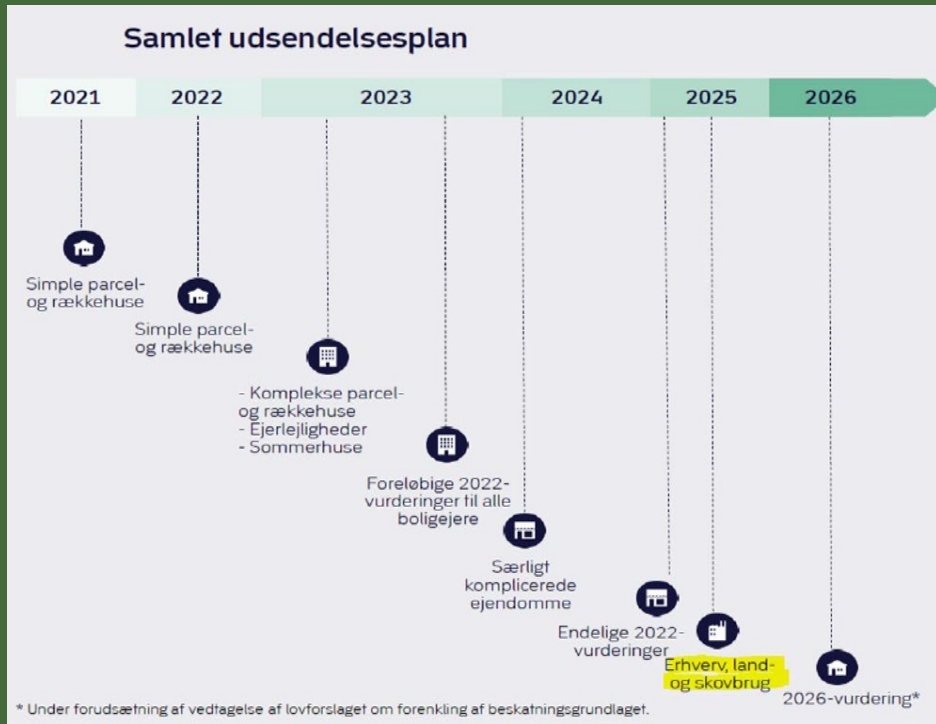 Samlet udsendelsesplan
2021
2022
2023
2024
2025
2026
Simple parcel-
og rækkehuse
Simple parcel-
og rækkehuse
- Komplekse parcel-
og rækkehuse
- Ejerlejligheder
- Sommerhuse
Foreløbige 2022-
vurderinger til alle
boligejere
Særligt
komplicerede
ejendomme
Endelige 2022-
vurderinger
Erhverv, land-
og skovbrug
2026-vurdering*
* Under forudsætning af vedtagelse af lovforslaget om forenkling af beskatningsgrundlaget.